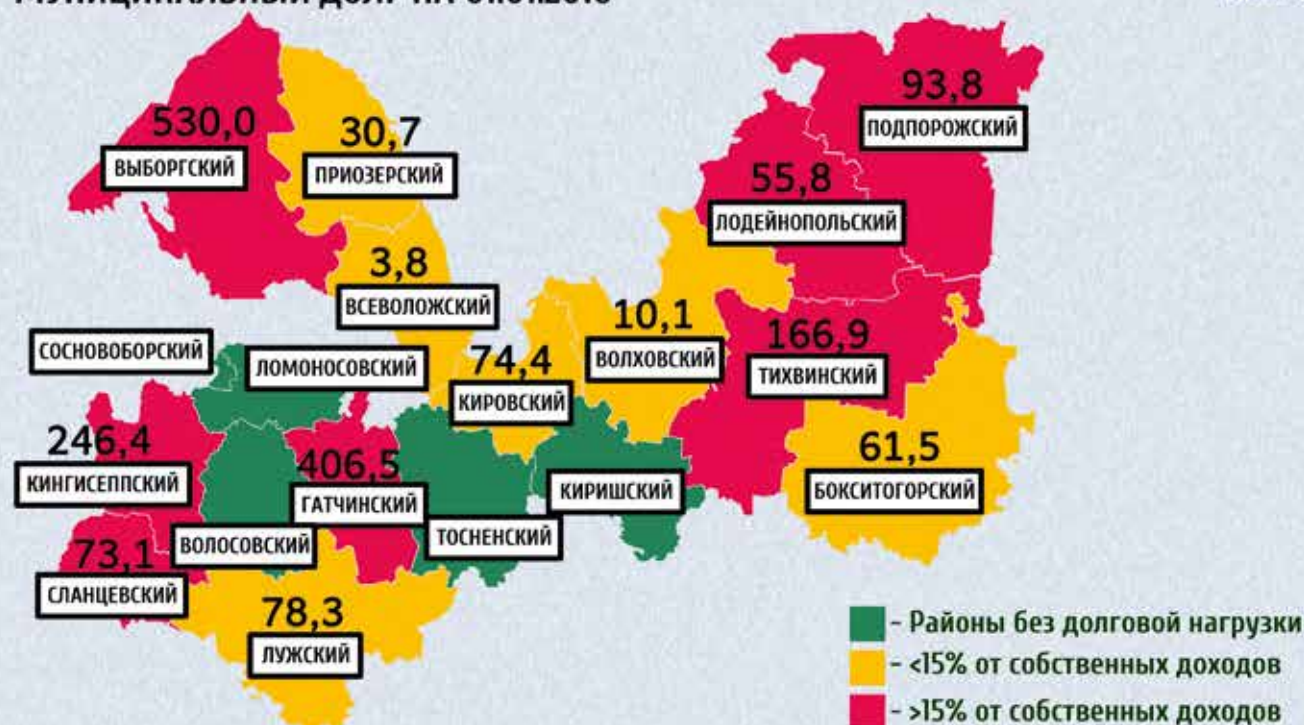 530,0
ВЫБОРГСКИЙ
30,7
ПРИОЗЕРСКИЙ
93,8
ПОДПОРОЖСКИЙ
55,8
ЛОДЕЙНОПОЛЬСКИЙ
3,8
ВСЕВОЛОЖСКИЙ
10,1
ВОЛХОВСКИЙ
166,9
ТИХВИНСКИЙ
СОСНОВОБОРСКИЙ
ЛОМОНОСОВСКИЙ
74,4
КИРОВСКИЙ
246,4
КИНГИСЕППСКИЙ
406,5
ГАТЧИНСКИЙ
КИРИШСКИЙ
61,5
БОКСИТОГОРСКИЙ
ВОЛОСОВСКИЙ
ТОСНЕНСКИЙ
73,1
СЛАНЦЕВСКИЙ
78,3
ЛУЖСКИЙ
- Районы без долговой нагрузки
- <15% от собственных доходов
- >15% от собственных доходов